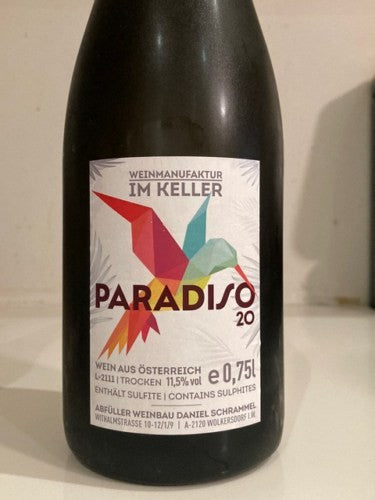 WEINMANUFAKTUR
IM KELLER
PARADISO
20
WEIN AUS ÖSTERREICH
L-2111 | TROCKEN 11,5% vol e 0,75l
ENTHÄLT SULFITE | CONTAINS SULPHITES
ABFÜLLER WEINBAU DANIEL SCHRAMMEL
WITHALMSTRASSE 10-12/1/9 | A-2120 WOLKERSDORF I.W.